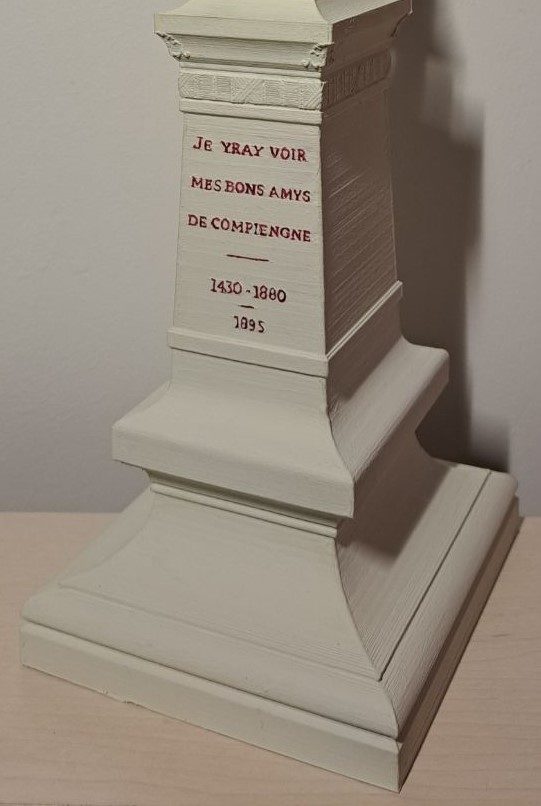 JE YRAY VOIR
MES BONS AMYS
DE COMPIENGNE
1430 - 1880
1895